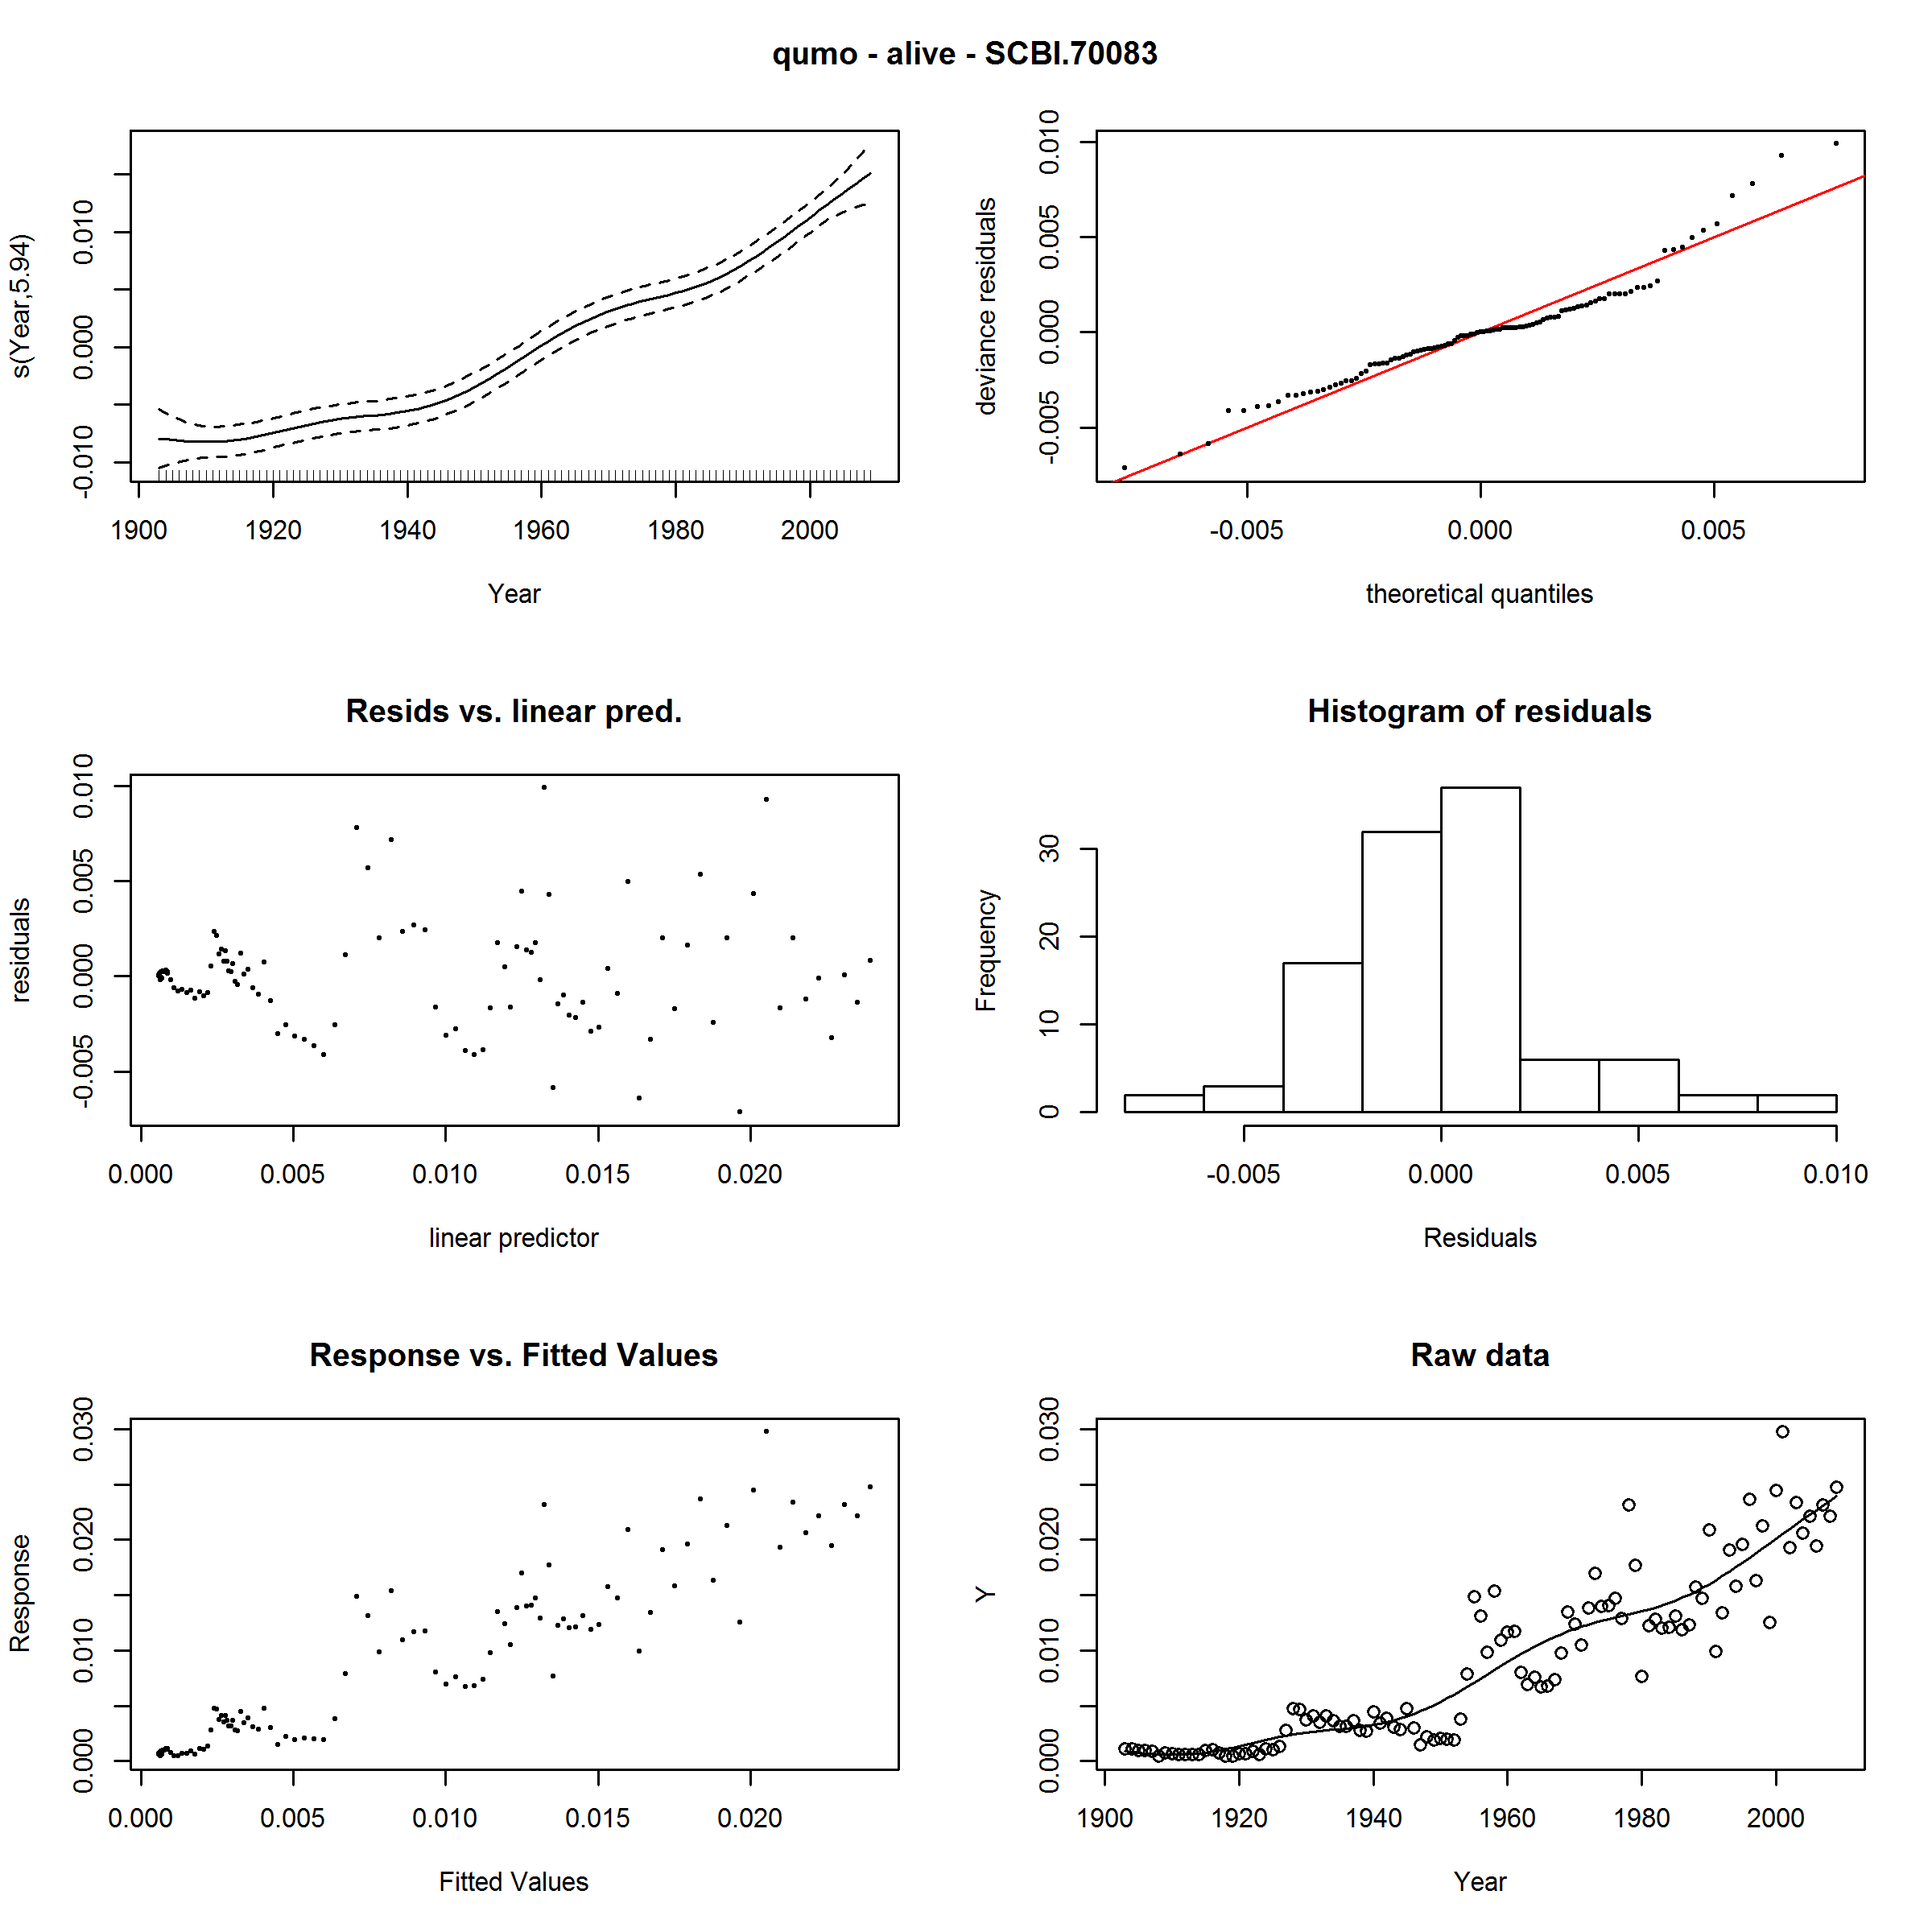 qumo - alive - SCBI.70083
s(Year,5.94)
-0.010 0.000 0.010
1900 1920 1940 1960 1980 2000
Year
deviance residuals
-0.005 0.000 0.005 0.010
-0.005 0.000 0.005
theoretical quantiles
Resids vs. linear pred.
residuals
-0.005 0.000 0.005 0.010
0.000 0.005 0.010 0.015 0.020
linear predictor
Histogram of residuals
Frequency
0 10 20 30
-0.005 0.000 0.005 0.010
Residuals
Response vs. Fitted Values
Response
0.000 0.010 0.020 0.030
0.000 0.005 0.010 0.015 0.020
Fitted Values
Raw data
Y
0.000 0.010 0.020 0.030
1900 1920 1940 1960 1980 2000
Year